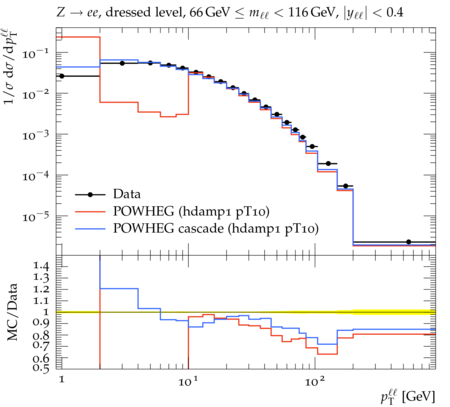 Z → ee, dressed level, 66 GeV ≤ mℓℓ < 116 GeV, |yℓℓ| < 0.4
1/σ dσ/dpTℓℓ
10⁻¹
10⁻²
10⁻³
10⁻⁴
10⁻⁵
Data
POWHEG (hdamp1 pT10)
POWHEG cascade (hdamp1 pT10)
MC/Data
1.4
1.3
1.2
1.1
1
0.9
0.8
0.7
0.6
0.5
1 10¹ 10²
pTℓℓ [GeV]